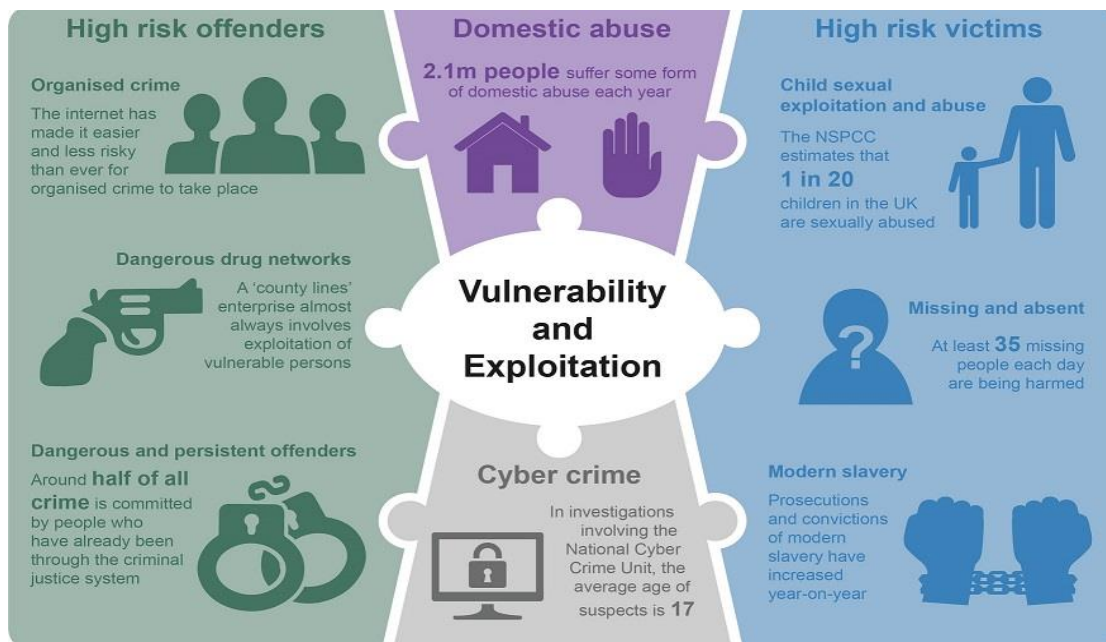 High risk offenders
Organised crime
The internet has
made it easier
and less risky
than ever for
organised crime to take place
Dangerous drug networks
A ‘county lines’
enterprise almost
always involves
exploitation of
vulnerable persons
Dangerous and persistent offenders
Around half of all
crime is committed
by people who
have already been
through the criminal
justice system
Domestic abuse
2.1m people suffer some form
of domestic abuse each year
Vulnerability
and
Exploitation
Cyber crime
In investigations
involving the
National Cyber
Crime Unit, the
average age of
suspects is 17
High risk victims
Child sexual
exploitation and abuse
The NSPCC
estimates that
1 in 20
children in the UK
are sexually abused
?
Missing and absent
At least 35 missing
people each day
are being harmed
Modern slavery
Prosecutions
and convictions
of modern
slavery have
increased
year-on-year